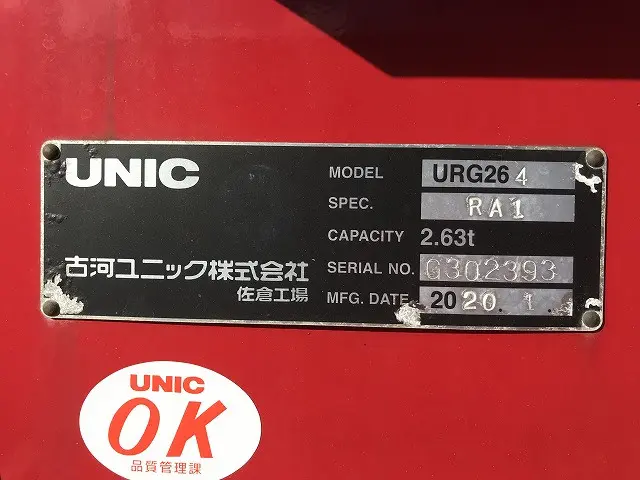 UNIC
MODEL URG264
SPEC. RA1
CAPACITY 2.63t
古河ユニック株式会社
SERIAL NO. G302393
佐倉工場
MFG. DATE 2020. 1.
UNIC
OK
品質管理課